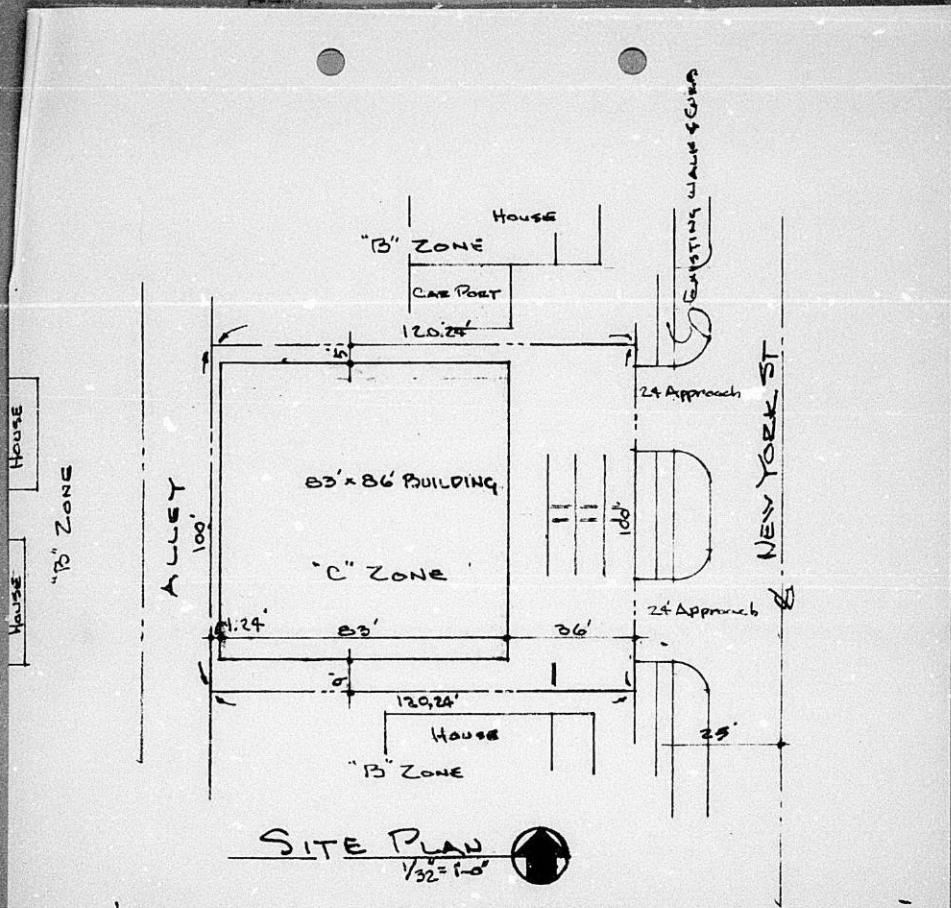 EXISTING WALK & CURB
HOUSE
"B" ZONE
CAR PORT
120.24'
5'
24' Approach
HOUSE
"B" ZONE
HOUSE
ALLEY
100'
83' x 86' BUILDING
"C" ZONE
100'
NEW YORK ST
24' Approach
1.24'
83'
36'
9'
120.24'
HOUSE
"B" ZONE
25'
SITE PLAN
1/32" = 1'-0"